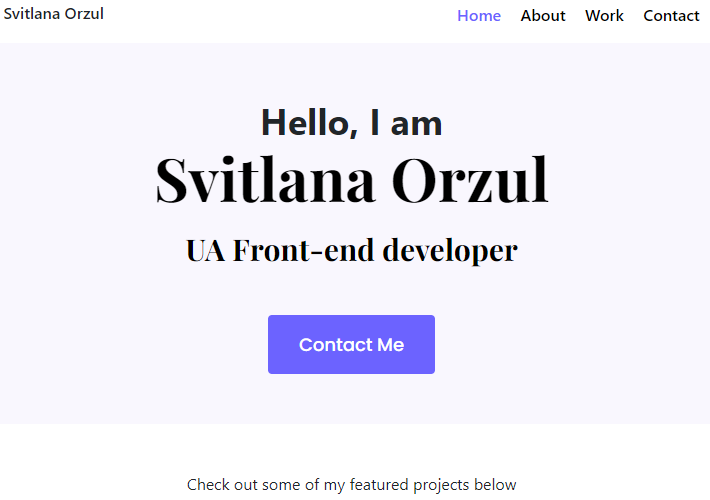 Svitlana Orzul
Home About Work Contact
Hello, I am
Svitlana Orzul
UA Front-end developer
Contact Me
Check out some of my featured projects below